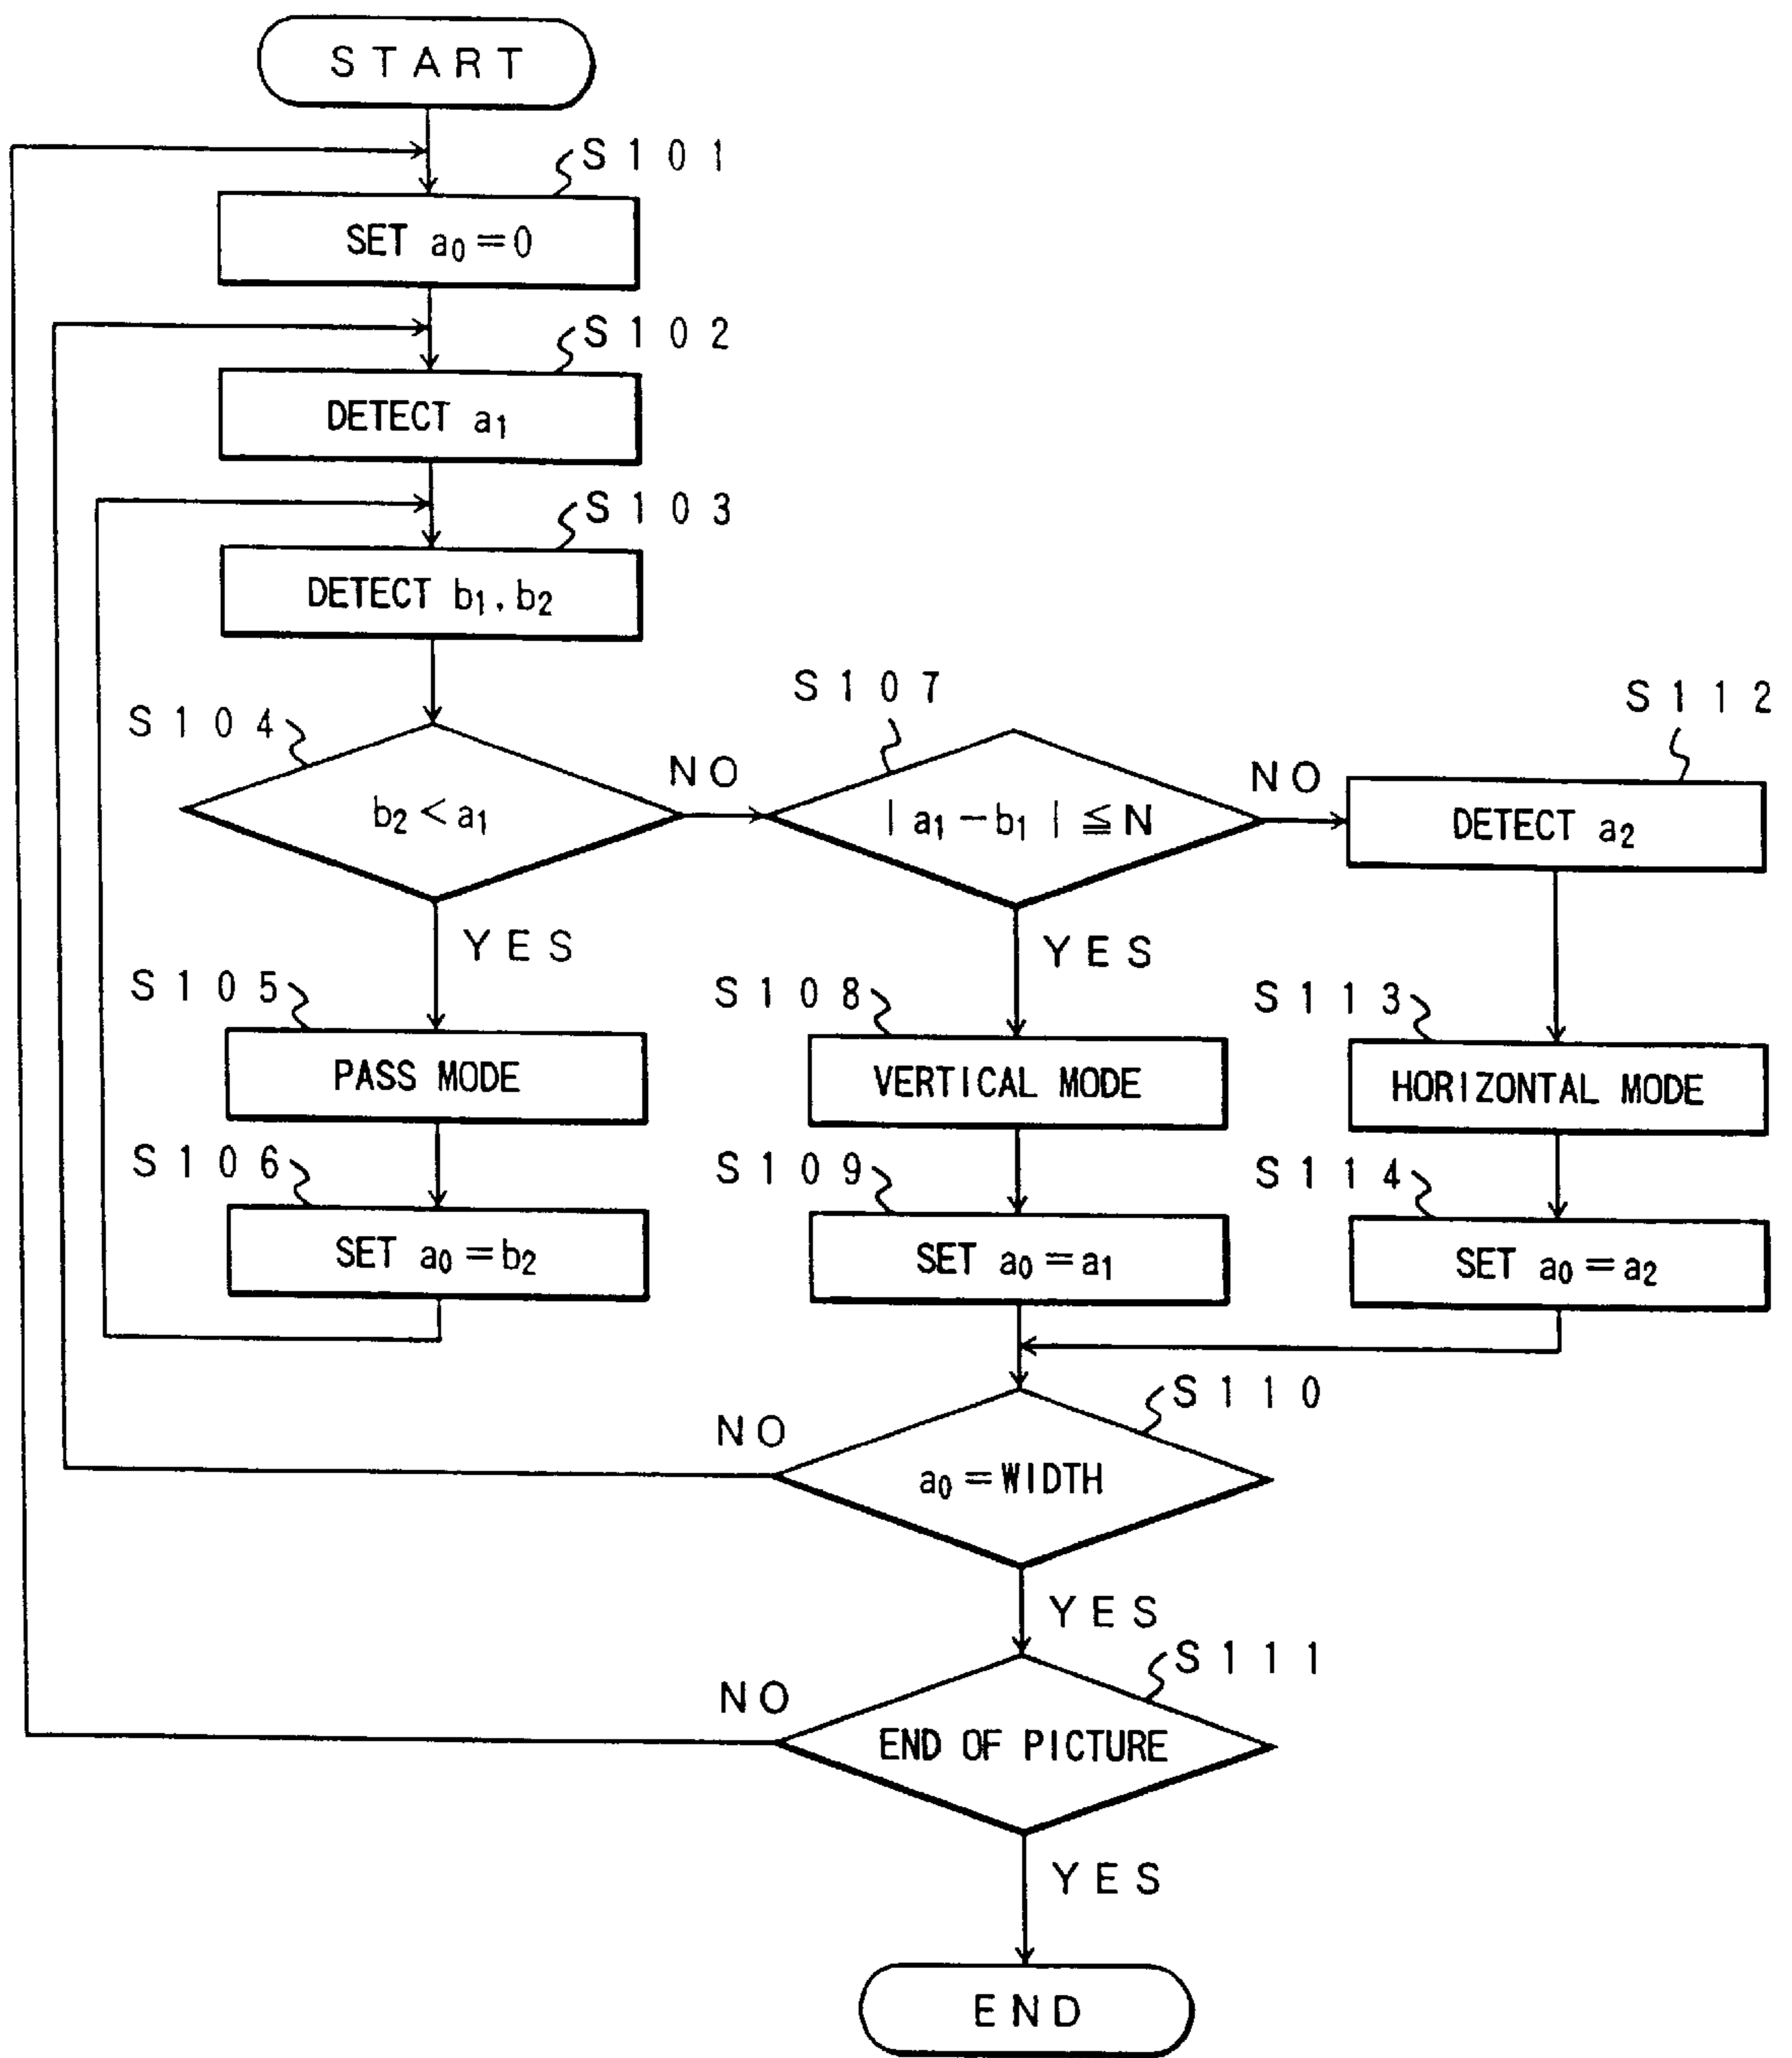 START
S101
SET a₀=0
S102
DETECT a₁
S103
DETECT b₁, b₂
S104
b₂<a₁
NO
YES
S105
PASS MODE
S106
SET a₀=b₂
S107
|a₁-b₁|≦N
NO
YES
S108
VERTICAL MODE
S109
SET a₀=a₁
S112
DETECT a₂
S113
HORIZONTAL MODE
S114
SET a₀=a₂
S110
a₀=WIDTH
NO
YES
S111
END OF PICTURE
NO
YES
END